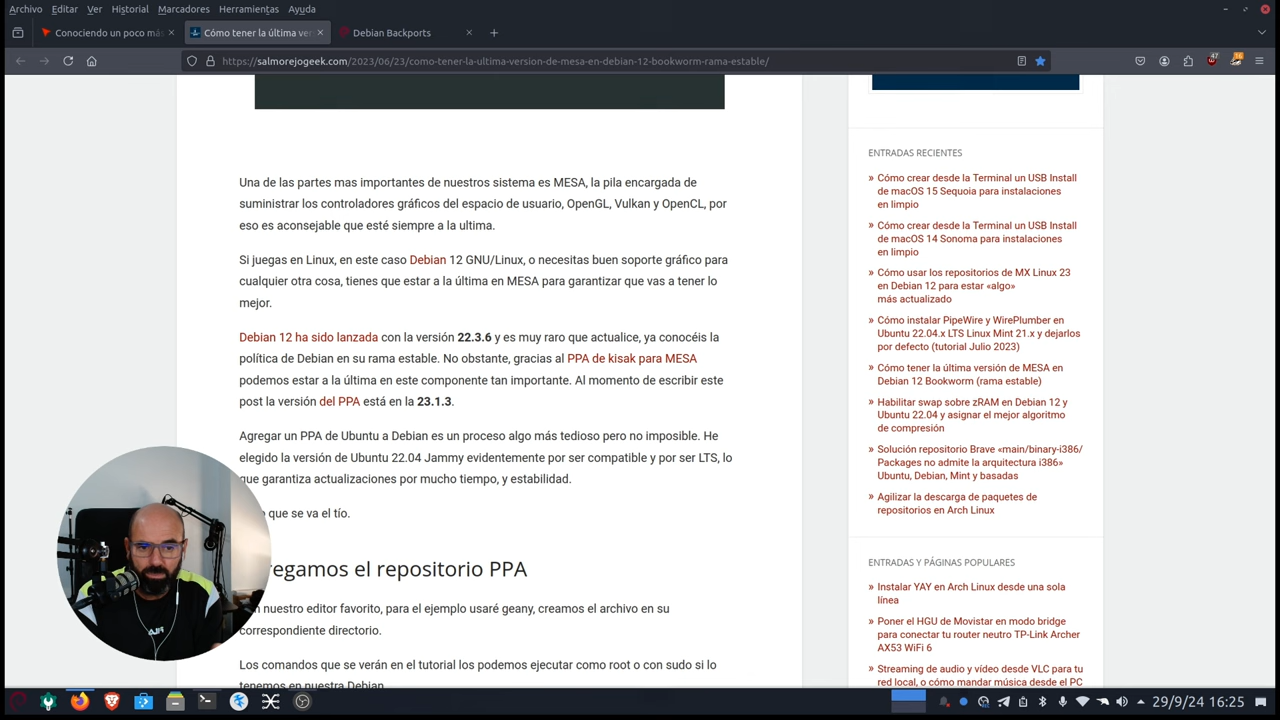 Archivo Editar Ver Historial Marcadores Herramientas Ayuda
Conociendo un poco más
Cómo tener la última ver
Debian Backports
https://salmorejogeek.com/2023/06/23/como-tener-la-ultima-version-de-mesa-en-debian-12-bookworm-rama-estable/
47
16
Una de las partes mas importantes de nuestros sistema es MESA, la pila encargada de
suministrar los controladores gráficos del espacio de usuario, OpenGL, Vulkan y OpenCL, por
eso es aconsejable que esté siempre a la ultima.
Si juegas en Linux, en este caso Debian 12 GNU/Linux, o necesitas buen soporte gráfico para
cualquier otra cosa, tienes que estar a la última en MESA para garantizar que vas a tener lo
mejor.
Debian 12 ha sido lanzada con la versión 22.3.6 y es muy raro que actualice, ya conocéis la
política de Debian en su rama estable. No obstante, gracias al PPA de kisak para MESA
podemos estar a la última en este componente tan importante. Al momento de escribir este
post la versión del PPA está en la 23.1.3.
Agregar un PPA de Ubuntu a Debian es un proceso algo más tedioso pero no imposible. He
elegido la versión de Ubuntu 22.04 Jammy evidentemente por ser compatible y por ser LTS, lo
que garantiza actualizaciones por mucho tiempo, y estabilidad.
que se va el tío.
regamos el repositorio PPA
nuestro editor favorito, para el ejemplo usaré geany, creamos el archivo en su
correspondiente directorio.
Los comandos que se verán en el tutorial los podemos ejecutar como root o con sudo si lo
tenemos en nuestra Debian
ENTRADAS RECIENTES
» Cómo crear desde la Terminal un USB Install
de macOS 15 Sequoia para instalaciones
en limpio
» Cómo crear desde la Terminal un USB Install
de macOS 14 Sonoma para instalaciones
en limpio
» Cómo usar los repositorios de MX Linux 23
en Debian 12 para estar «algo»
más actualizado
» Cómo instalar PipeWire y WirePlumber en
Ubuntu 22.04.x LTS Linux Mint 21.x y dejarlos
por defecto (tutorial Julio 2023)
» Cómo tener la última versión de MESA en
Debian 12 Bookworm (rama estable)
» Habilitar swap sobre zRAM en Debian 12 y
Ubuntu 22.04 y asignar el mejor algoritmo
de compresión
» Solución repositorio Brave «main/binary-i386/
Packages no admite la arquitectura i386»
Ubuntu, Debian, Mint y basadas
» Agilizar la descarga de paquetes de
repositorios en Arch Linux
ENTRADAS Y PÁGINAS POPULARES
» Instalar YAY en Arch Linux desde una sola
línea
» Poner el HGU de Movistar en modo bridge
para conectar tu router neutro TP-Link Archer
AX53 WiFi 6
» Streaming de audio y vídeo desde VLC para tu
red local, o cómo mandar música desde el PC
29/9/24 16:25